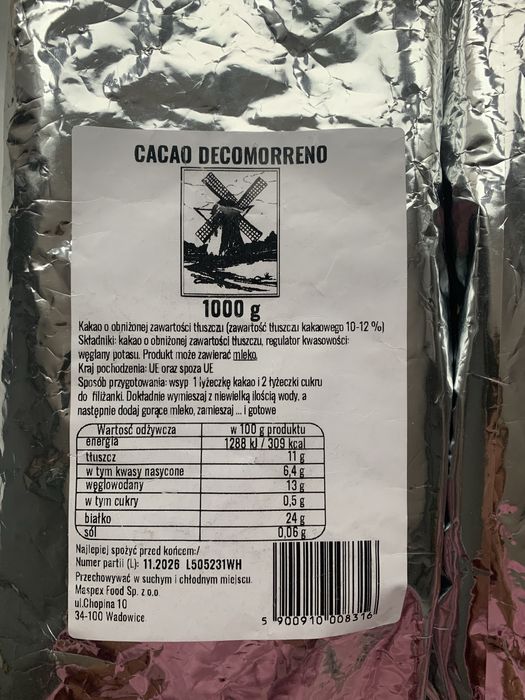 CACAO DECOMORRENO
1000 g
Kakao o obniżonej zawartości tłuszczu (zawartość tłuszczu kakaowego 10-12 %)
Składniki: kakao o obniżonej zawartości tłuszczu, regulator kwasowości:
węglany potasu. Produkt może zawierać mleko.
Kraj pochodzenia: UE oraz spoza UE
Sposób przygotowania: wsyp 1 łyżeczkę kakao i 2 łyżeczki cukru
do filiżanki. Dokładnie wymieszaj z niewielką ilością wody, a
następnie dodaj gorące mleko, zamieszaj ... i gotowe
Wartość odżywcza w 100 g produktu
energia 1288 kJ / 309 kcal
tłuszcz 11 g
w tym kwasy nasycone 6,4 g
węglowodany 13 g
w tym cukry 0,5 g
białko 24 g
sól 0,06 g
Najlepiej spożyć przed końcem:/
Numer partii (L): 11.2026 L505231WH
Przechowywać w suchym i chłodnym miejscu.
Maspex Food Sp. z o.o
ul.Chopina 10
34-100 Wadowice
5 900910 008316